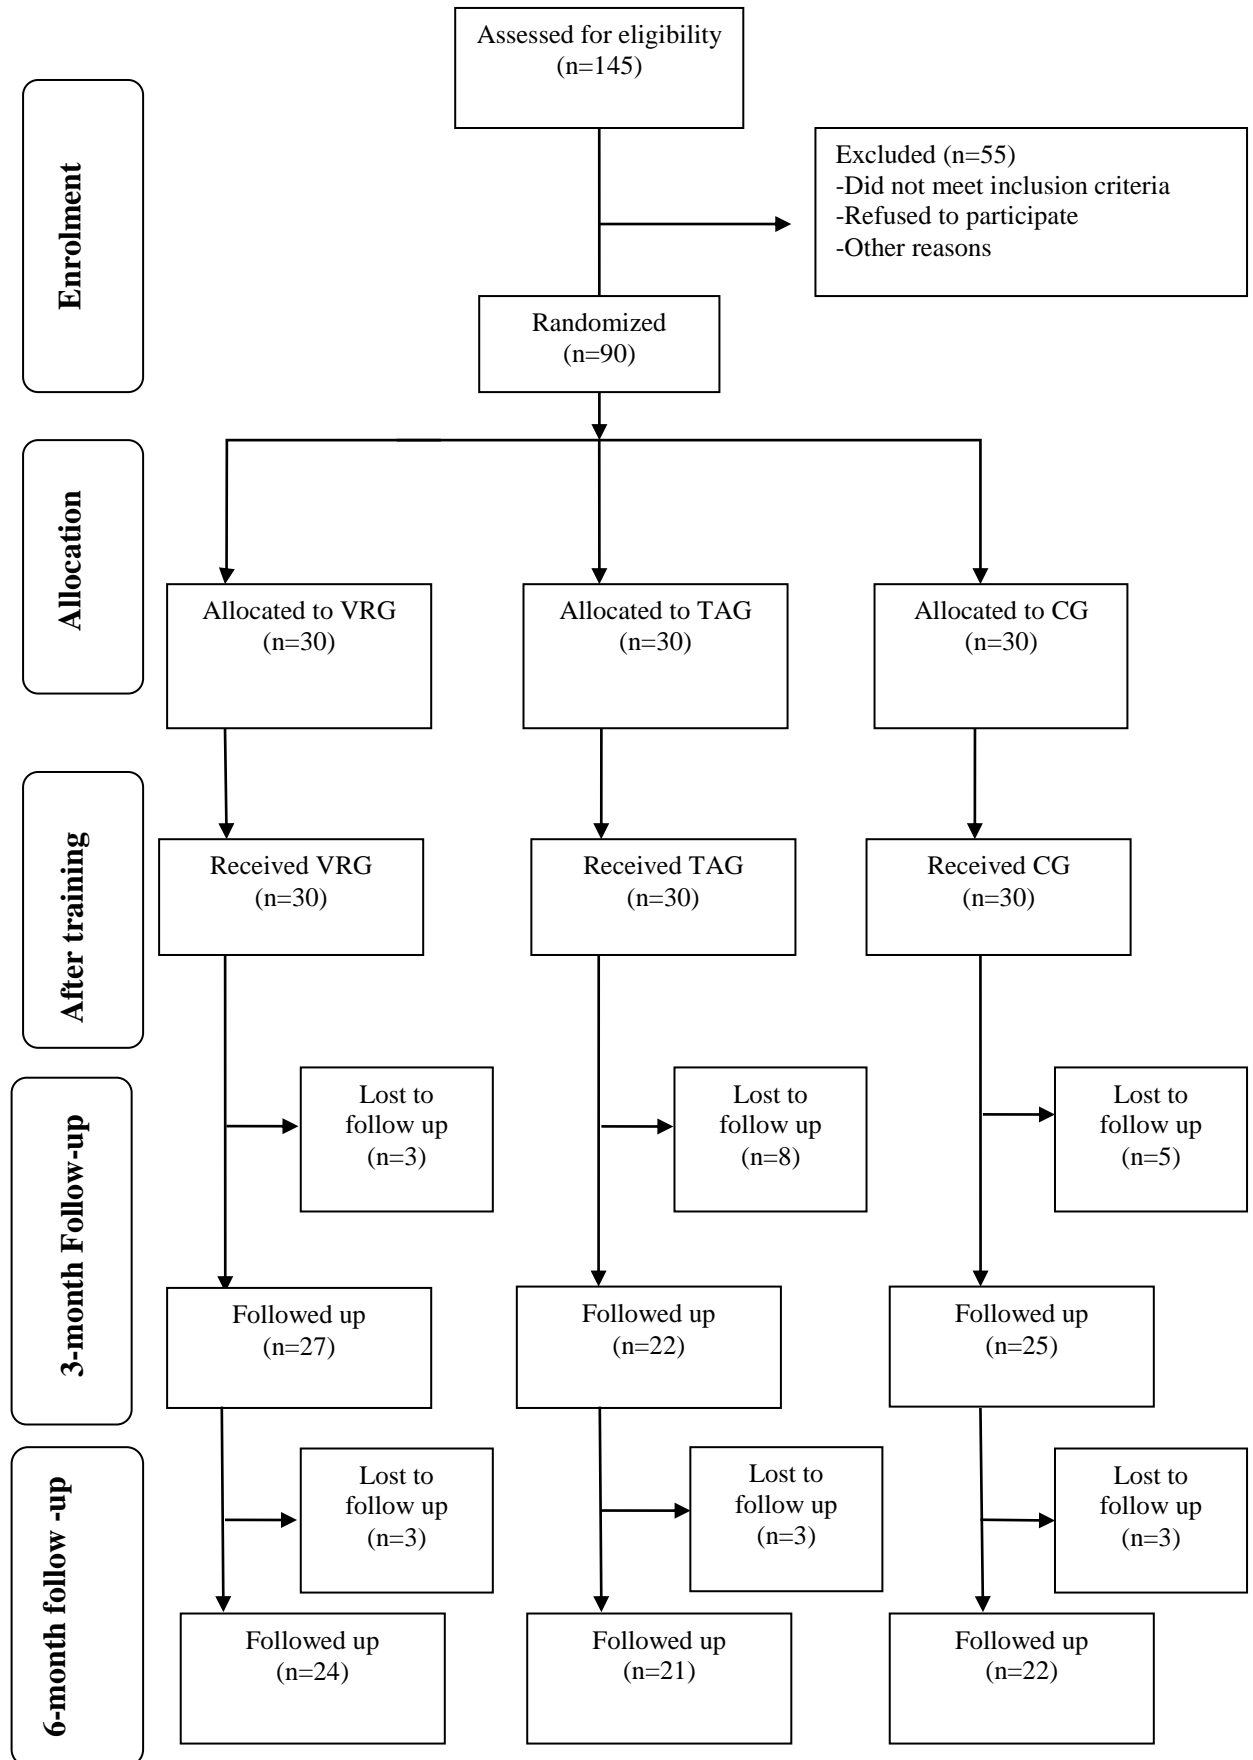 Assessed for eligibility
(n=145)
Enrolment
Excluded (n=55)
-Did not meet inclusion criteria
-Refused to participate
-Other reasons
Randomized
(n=90)
Allocation
Allocated to VRG
(n=30)
Allocated to TAG
(n=30)
Allocated to CG
(n=30)
After training
Received VRG
(n=30)
Received TAG
(n=30)
Received CG
(n=30)
3-month Follow-up
Lost to
follow up
(n=3)
Lost to
follow up
(n=8)
Lost to
follow up
(n=5)
Followed up
(n=27)
Followed up
(n=22)
Followed up
(n=25)
6-month follow -up
Lost to
follow up
(n=3)
Lost to
follow up
(n=3)
Lost to
follow up
(n=3)
Followed up
(n=24)
Followed up
(n=21)
Followed up
(n=22)